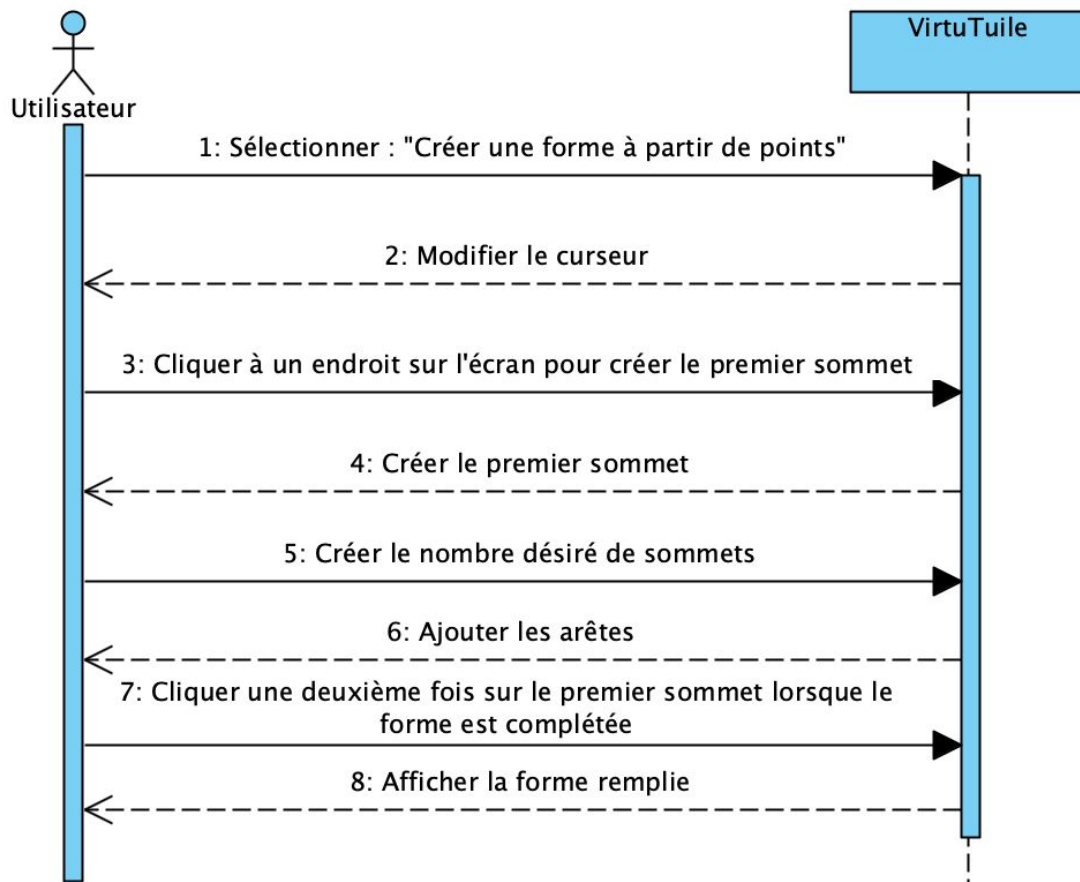 VirtuTuile
Utilisateur
1: Sélectionner : "Créer une forme à partir de points"
2: Modifier le curseur
3: Cliquer à un endroit sur l'écran pour créer le premier sommet
4: Créer le premier sommet
5: Créer le nombre désiré de sommets
6: Ajouter les arêtes
7: Cliquer une deuxième fois sur le premier sommet lorsque le
forme est complétée
8: Afficher la forme remplie